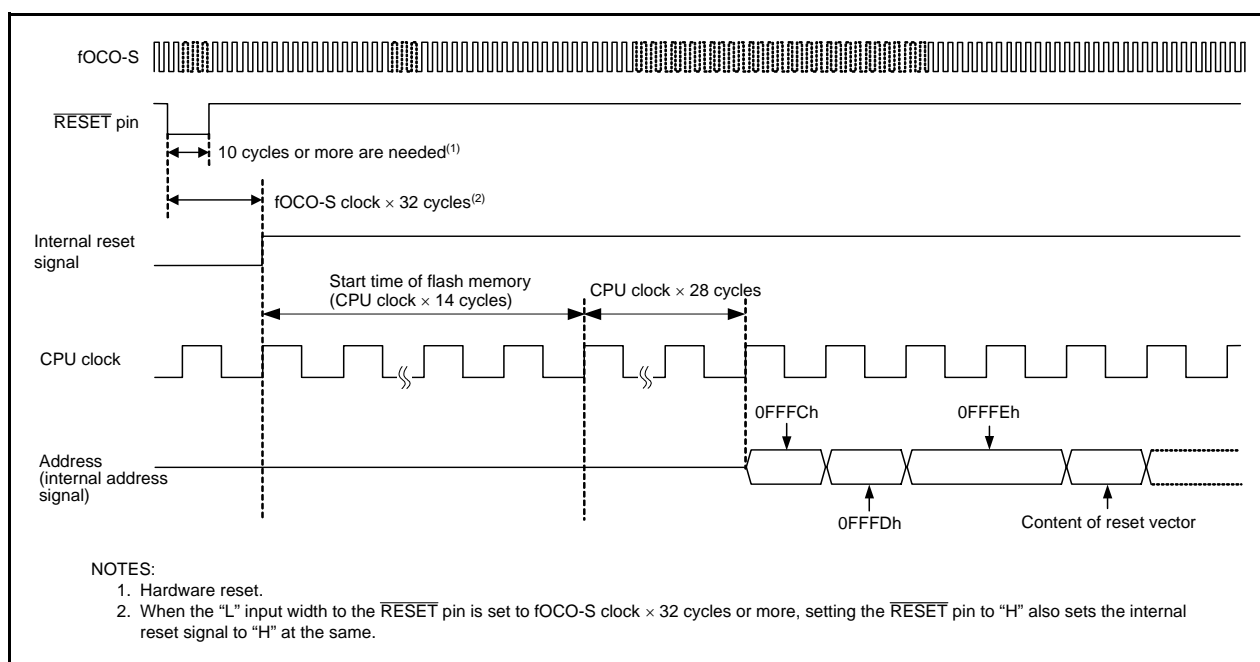 fOCO-S
RESET pin
10 cycles or more are needed(1)
fOCO-S clock × 32 cycles(2)
Internal reset
signal
Start time of flash memory
(CPU clock × 14 cycles)
CPU clock × 28 cycles
CPU clock
0FFFCh
0FFFEh
Address
(internal address
signal)
0FFFDh
Content of reset vector
NOTES:
1. Hardware reset.
2. When the “L” input width to the RESET pin is set to fOCO-S clock × 32 cycles or more, setting the RESET pin to “H” also sets the internal
reset signal to “H” at the same.